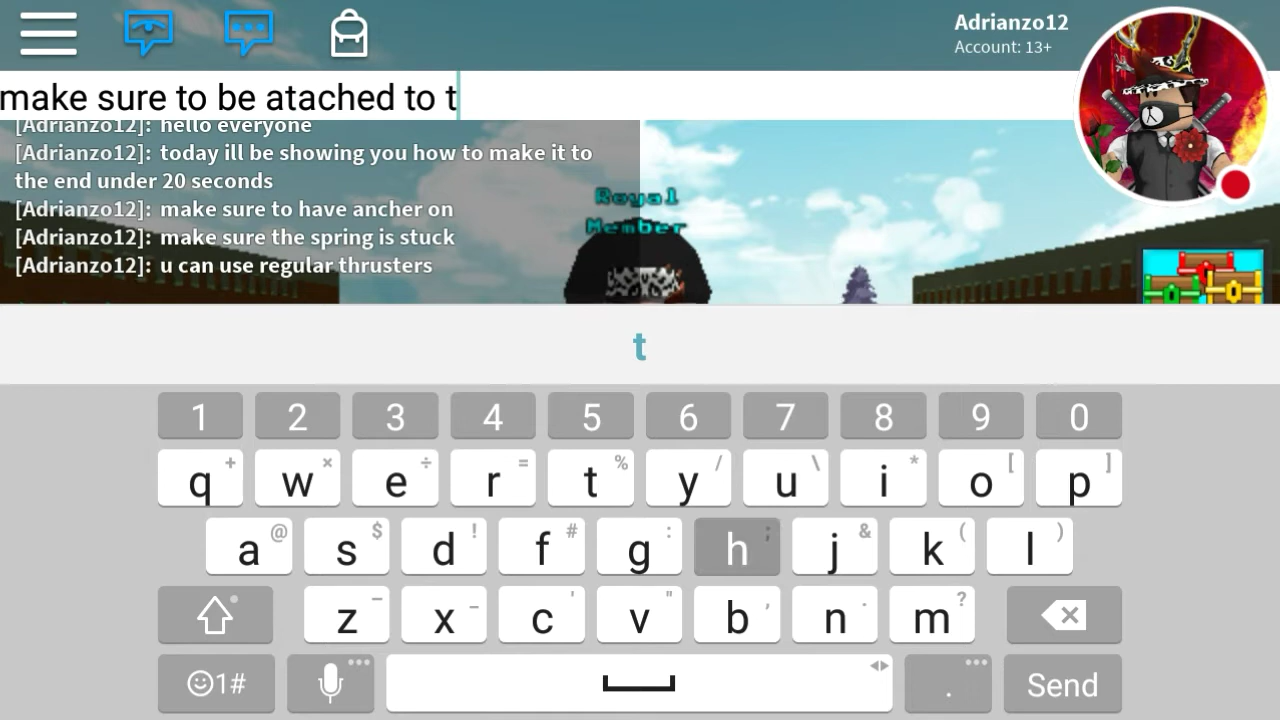 Adrianzo12
Account: 13+
make sure to be atached to t
[Adrianzo12]: hello everyone
[Adrianzo12]: today ill be showing you how to make it to
the end under 20 seconds
[Adrianzo12]: make sure to have ancher on
[Adrianzo12]: make sure the spring is stuck
[Adrianzo12]: u can use regular thrusters
Royal
Member
t
1 2 3 4 5 6 7 8 9 0
q + w × e ÷ r = t % y / u \ i * o [ p ]
a @ s $ d ! f # g : h ; j & k ( l )
z – x _ c ' v " b , n . m ?
1# . Send